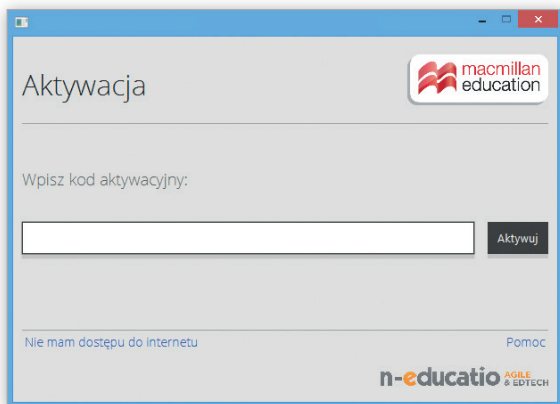 Aktywacja
macmillan
education
Wpisz kod aktywacyjny:
Aktywuj
Nie mam dostępu do internetu
Pomoc
n-educatio AGILE
& EDTECH